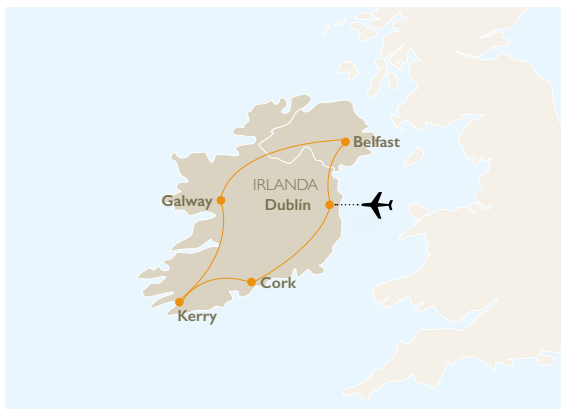 Belfast
IRLANDA
Galway
Dublín
Cork
Kerry